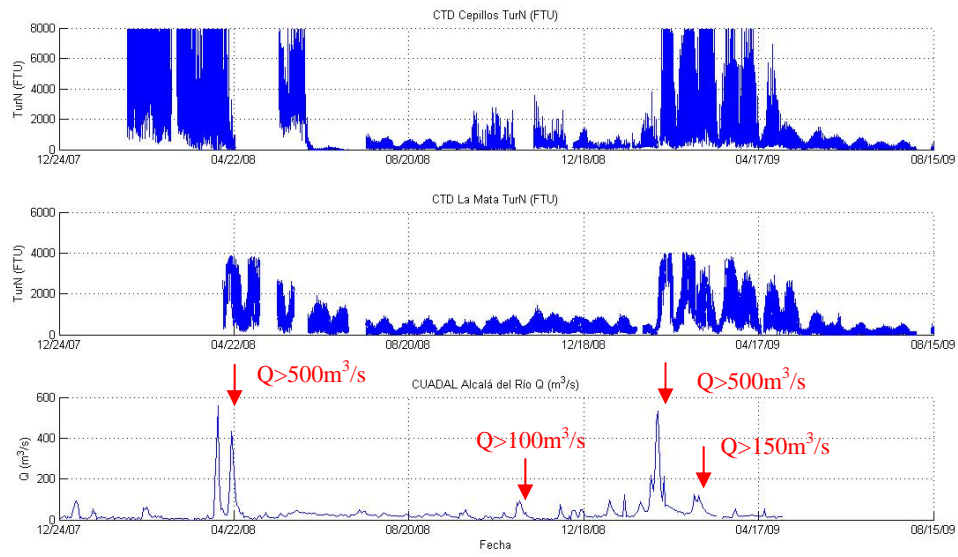 CTD Cepillos TurN (FTU)
8000
6000
4000
2000
0
TurN (FTU)
12/24/07 04/22/08 08/20/08 12/18/08 04/17/09 08/15/09
CTD La Mata TurN (FTU)
6000
4000
2000
0
TurN (FTU)
12/24/07 04/22/08 08/20/08 12/18/08 04/17/09 08/15/09
Q>500m³/s
Q>500m³/s
CUADAL Alcalá del Río Q (m³/s)
600
400
200
0
Q (m³/s)
Q>100m³/s
Q>150m³/s
12/24/07 04/22/08 08/20/08 12/18/08 04/17/09 08/15/09
Fecha